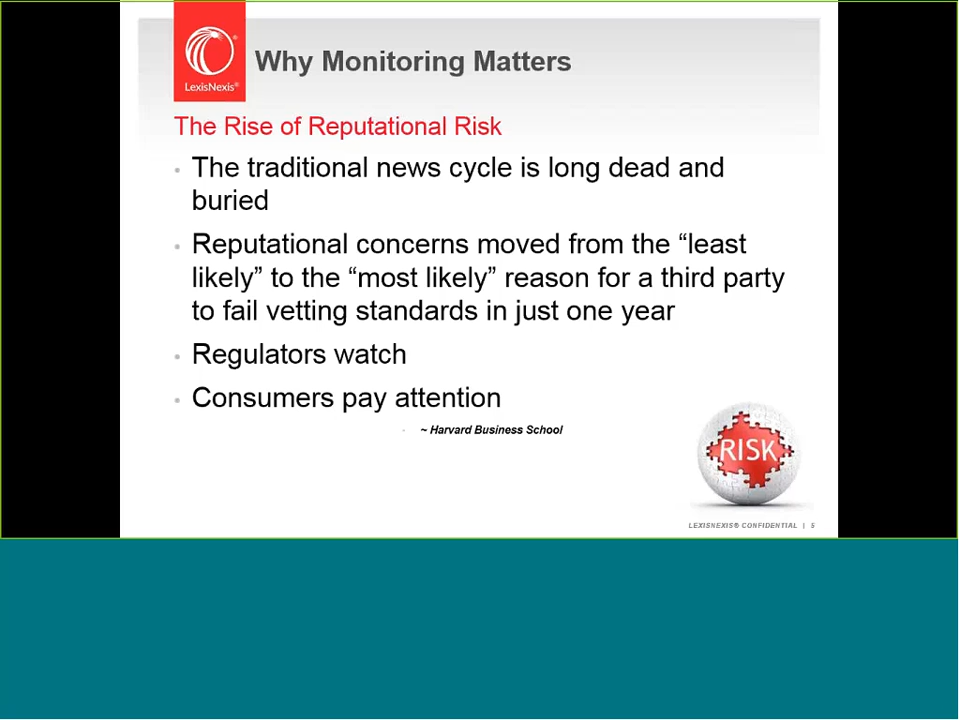 LexisNexis®
Why Monitoring Matters
The Rise of Reputational Risk
• The traditional news cycle is long dead and
buried
• Reputational concerns moved from the “least
likely” to the “most likely” reason for a third party
to fail vetting standards in just one year
• Regulators watch
• Consumers pay attention
• ~ Harvard Business School
RISK
LEXISNEXIS® CONFIDENTIAL | 5